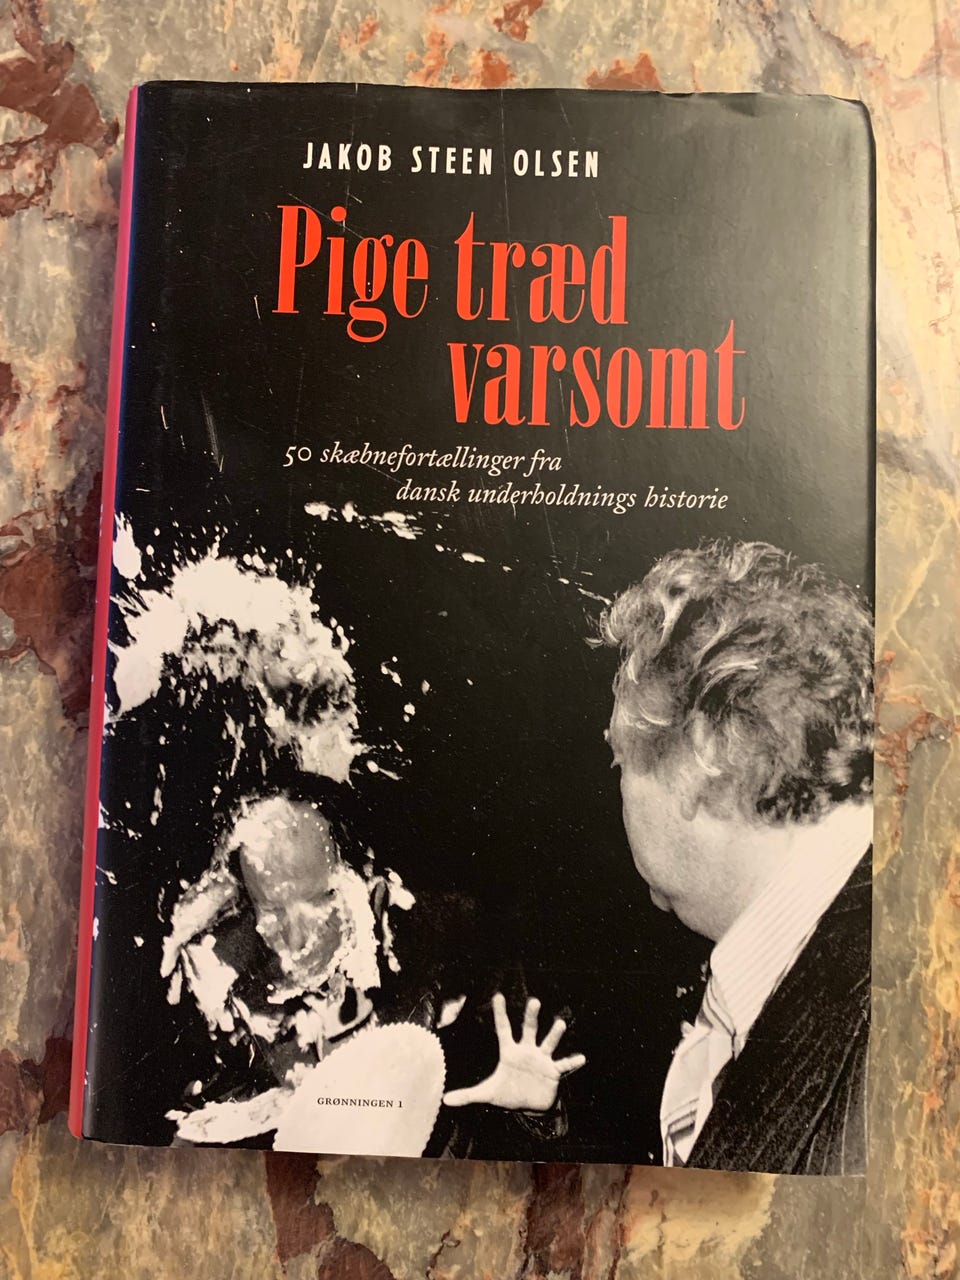 JAKOB STEEN OLSEN
Pige træd
varsomt
50 skæbnefortællinger fra
dansk underholdnings historie
GRØNNINGEN 1